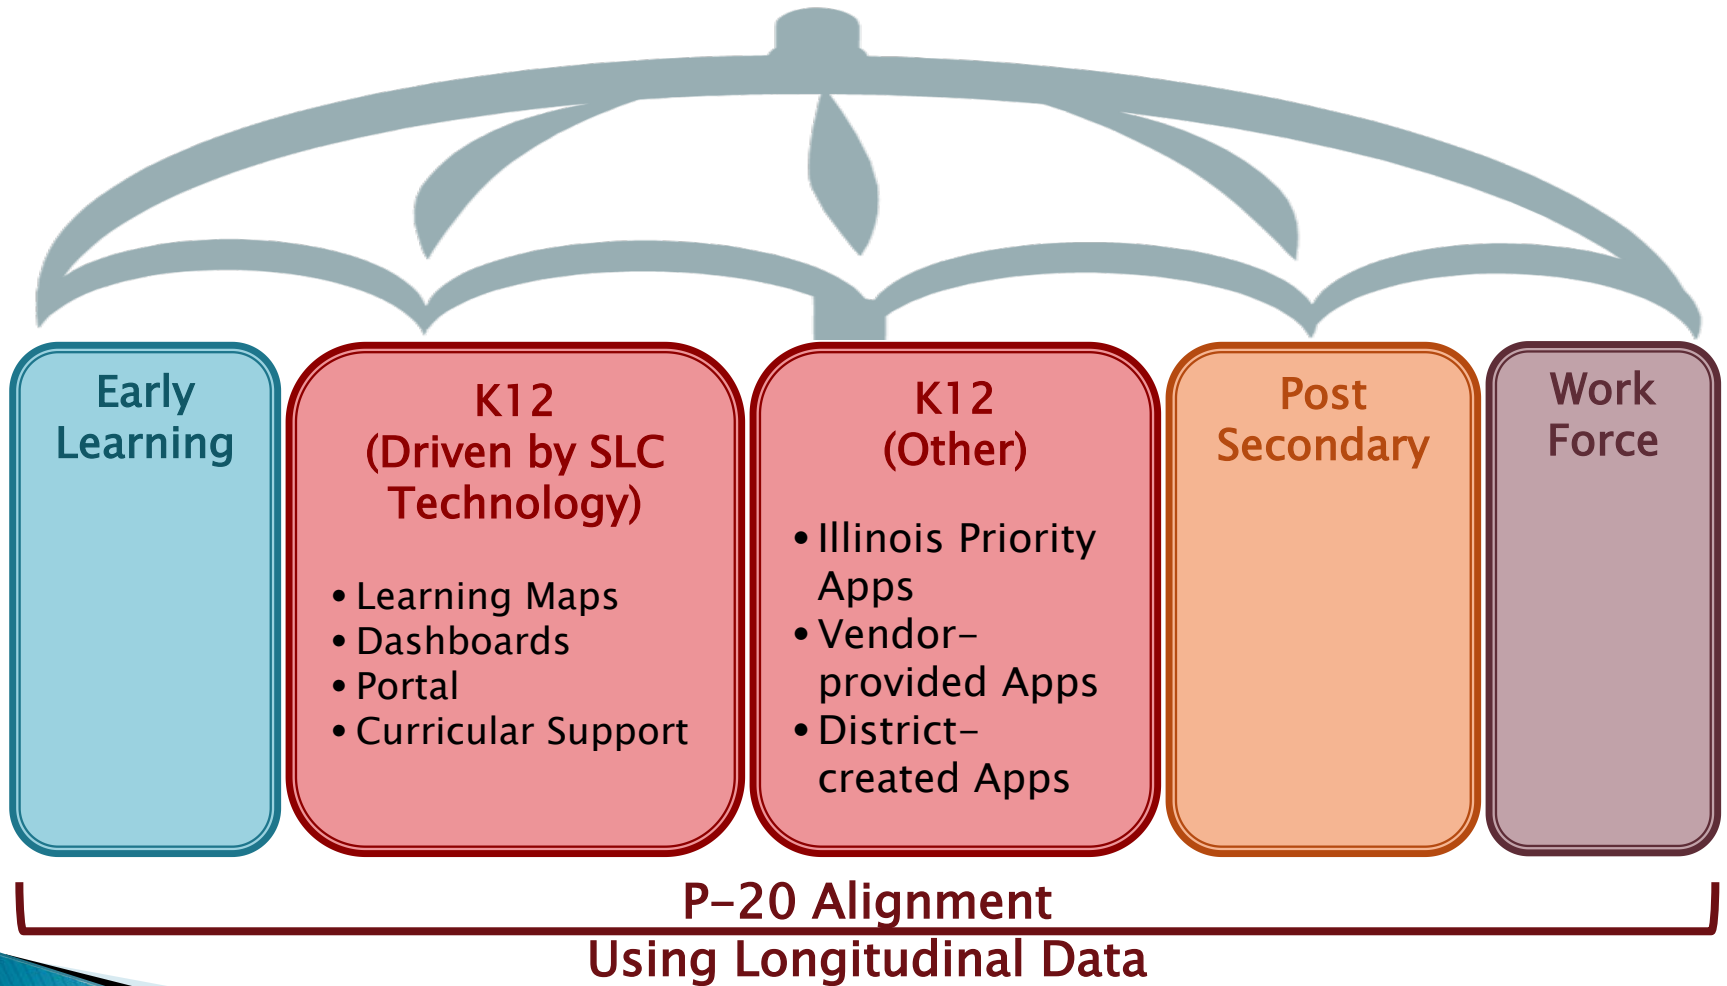 Early
Learning
K12
(Driven by SLC
Technology)
• Learning Maps
• Dashboards
• Portal
• Curricular Support
K12
(Other)
• Illinois Priority
Apps
• Vendor-
provided Apps
• District-
created Apps
Post
Secondary
Work
Force
P-20 Alignment
Using Longitudinal Data